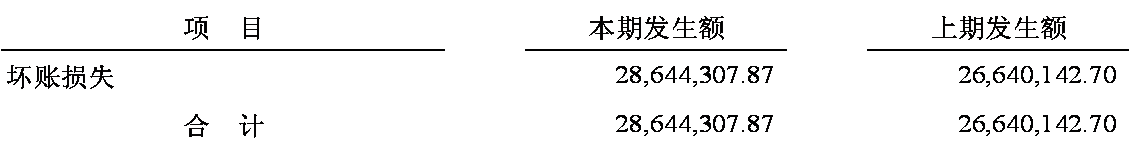 项 目 本期发生额 上期发生额
坏账损失 28,644,307.87 26,640,142.70
合 计 28,644,307.87 26,640,142.70